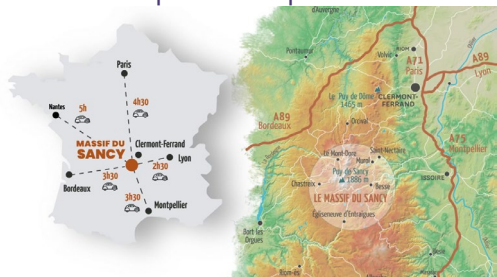 Paris
Nantes
5h
4h30
MASSIF DU
SANCY
Clermont-Ferrand
Lyon
2h30
3h30
Bordeaux
3h30
Montpellier
d'Auvergne
Pontaumur
Volvic
RIOM
A71
Paris
A89
Lyon
Le Puy de Dôme
1465 m
CLERMONT-
FERRAND
A89
Bordeaux
Orcival
A75
Montpellier
Saint-Nectaire
Le Mont-Dore
Murol
Puy de Sancy
1886 m
ISSOIRE
Chastreix
Besse
LE MASSIF DU SANCY
Égliseneuve d'Entraigues
Bort-les
Orgues